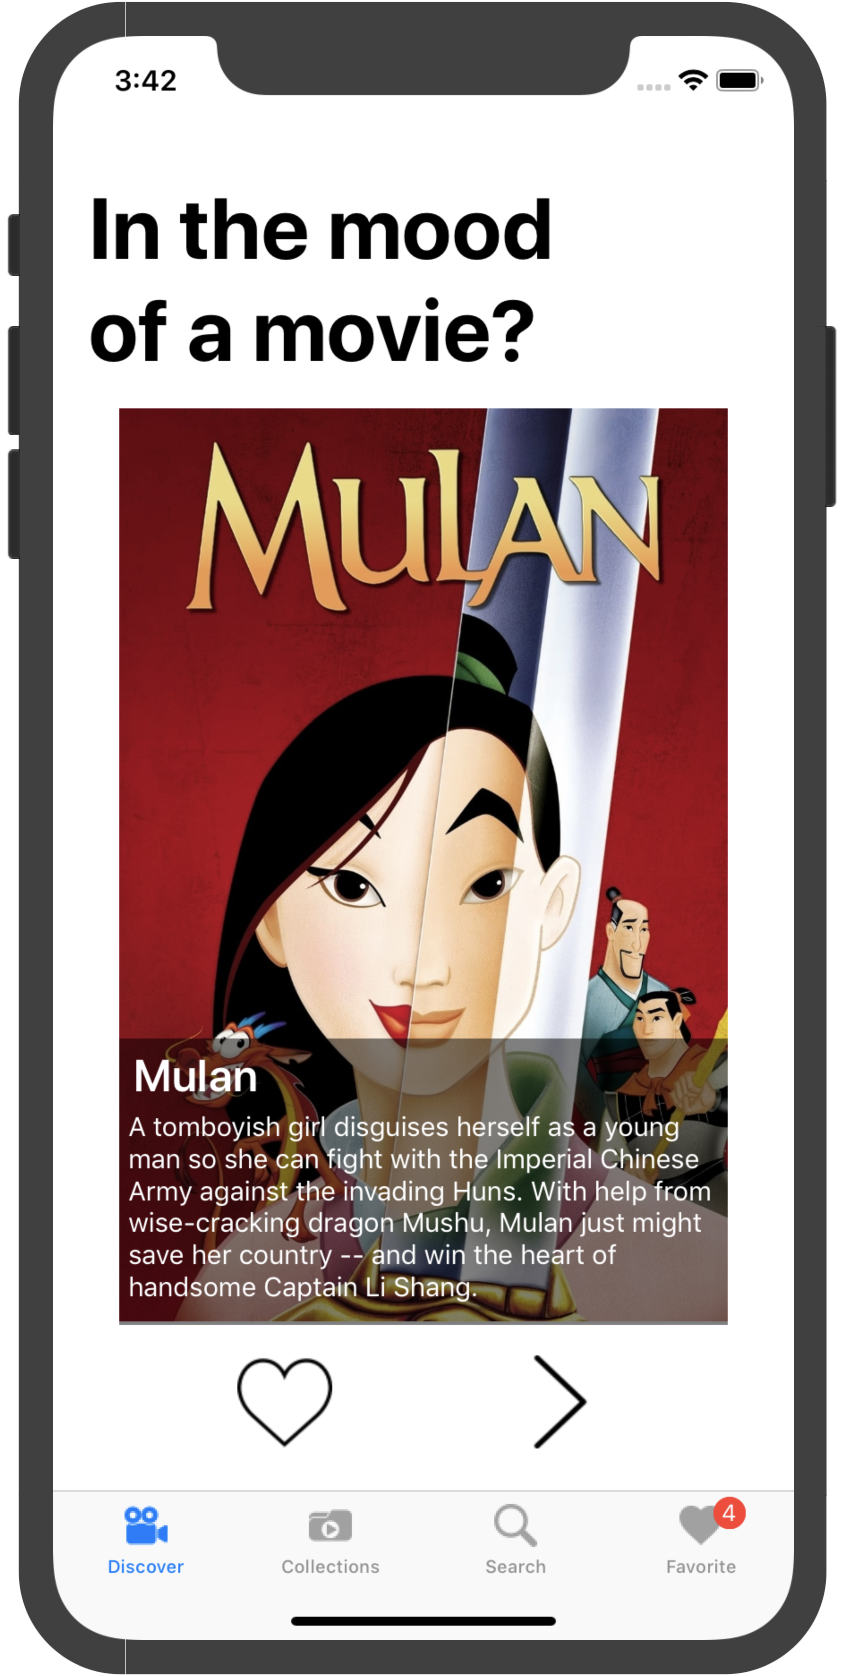 3:42
In the mood
of a movie?
MULAN
Mulan
A tomboyish girl disguises herself as a young
man so she can fight with the Imperial Chinese
Army against the invading Huns. With help from
wise-cracking dragon Mushu, Mulan just might
save her country -- and win the heart of
handsome Captain Li Shang.
4
Discover
Collections
Search
Favorite